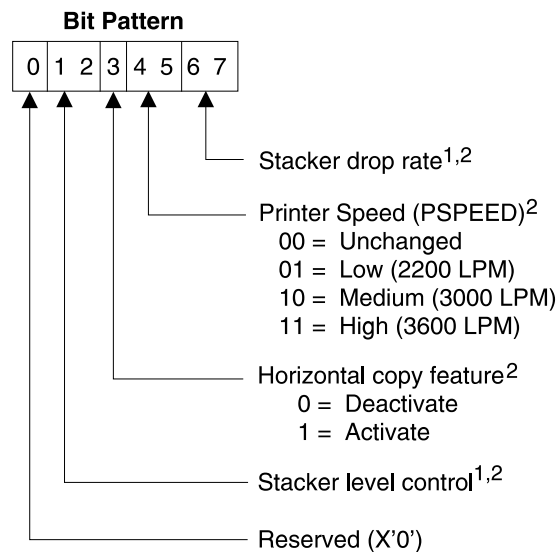 Bit Pattern
0 1 2 3 4 5 6 7
Stacker drop rate1,2
Printer Speed (PSPEED)2
00 = Unchanged
01 = Low (2200 LPM)
10 = Medium (3000 LPM)
11 = High (3600 LPM)
Horizontal copy feature2
0 = Deactivate
1 = Activate
Stacker level control1,2
Reserved (X'0')